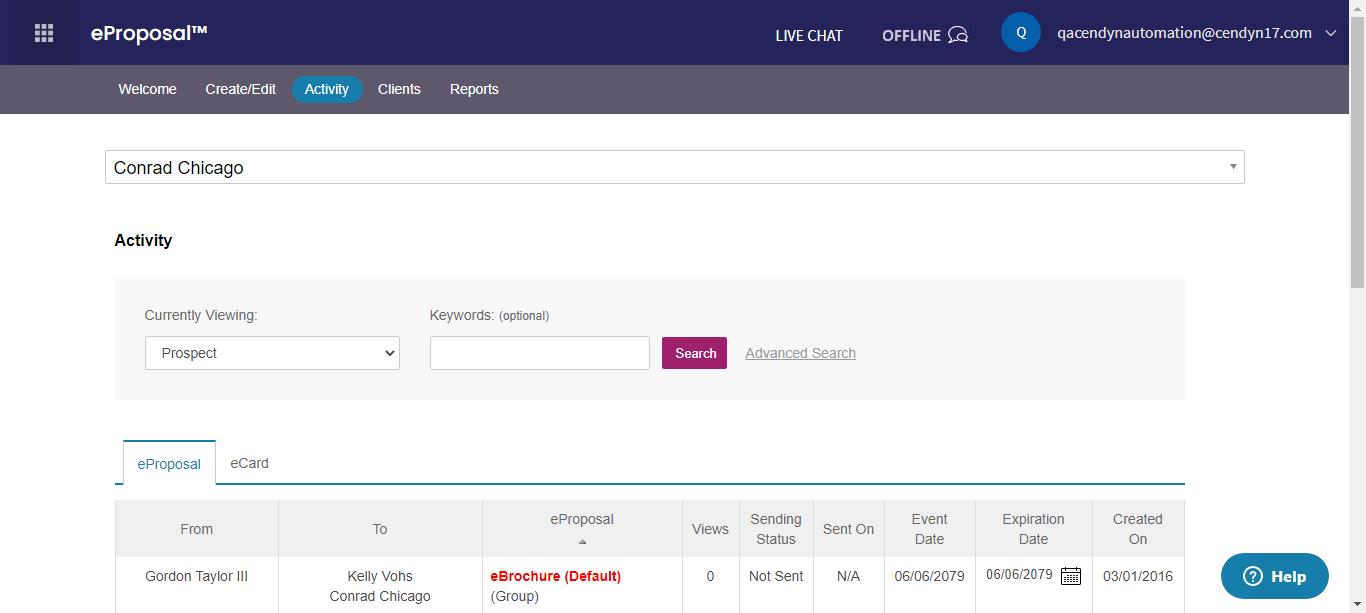 eProposal™
LIVE CHAT
OFFLINE
Q
qacendynautomation@cendyn17.com
Welcome
Create/Edit
Activity
Clients
Reports
Conrad Chicago
Activity
Currently Viewing:
Keywords: (optional)
Prospect
Search
Advanced Search
eProposal
eCard
From
To
eProposal
Views
Sending
Status
Sent On
Event
Date
Expiration
Date
Created
On
Gordon Taylor III
Kelly Vohs
Conrad Chicago
eBrochure (Default)
(Group)
0
Not Sent
N/A
06/06/2079
06/06/2079
03/01/2016
Help